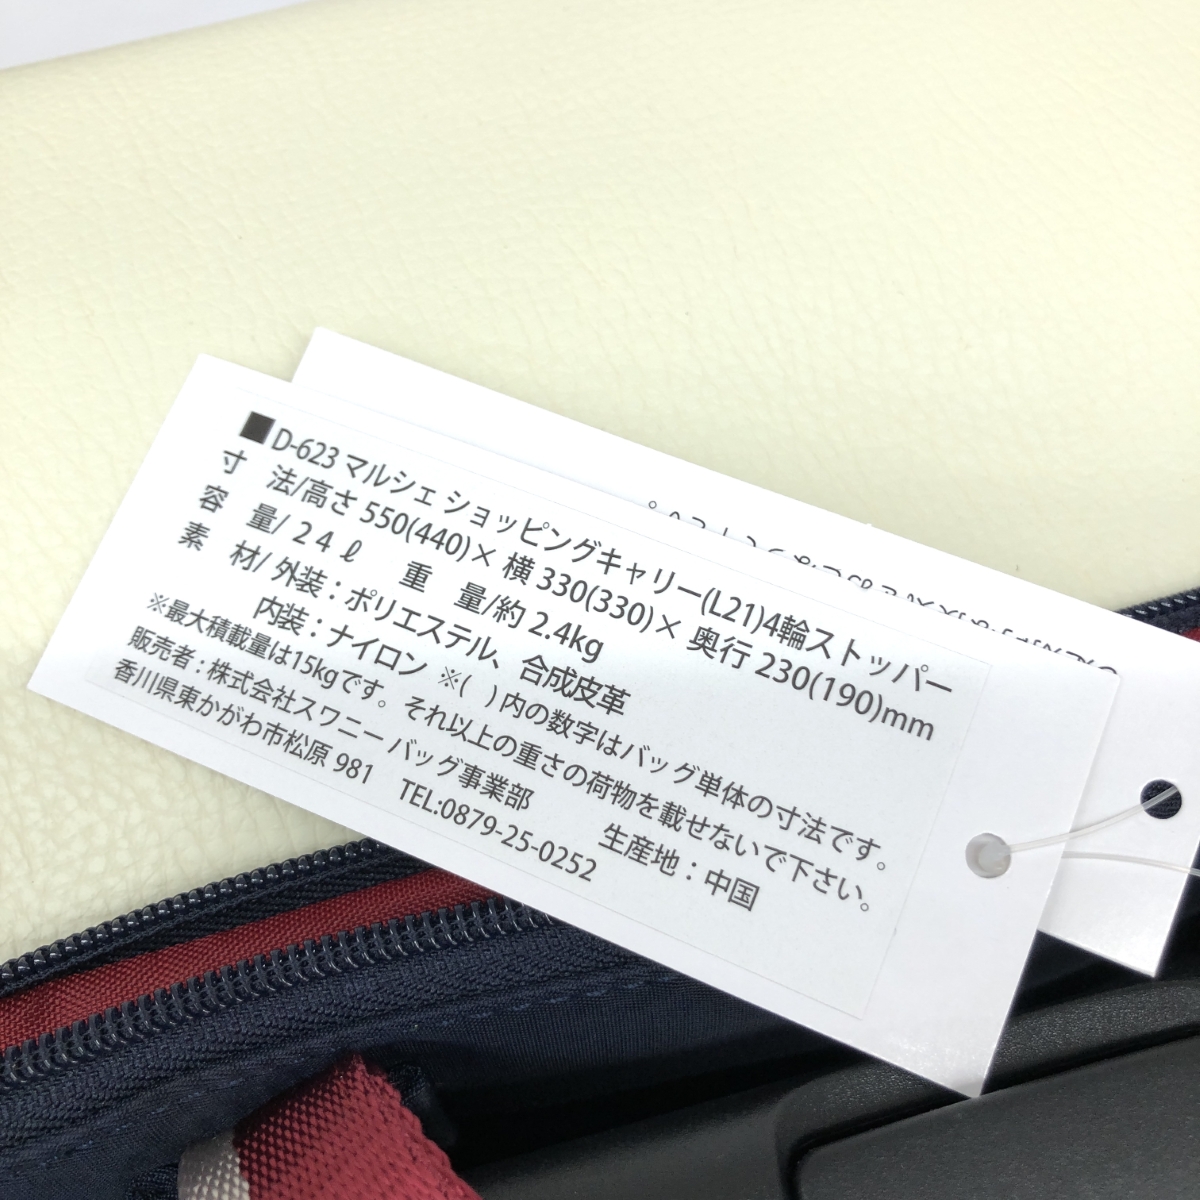 ■D-623 マルシェ ショッピングキャリー(L21)4輪ストッパー
寸 法/高さ 550(440)× 横 330(330)× 奥行 230(190)mm
容 量/ 2 4 ℓ 重 量/約 2.4kg
素 材/ 外装：ポリエステル、合成皮革
内装：ナイロン ※( ) 内の数字はバッグ単体の寸法です。
※最大積載量は15kgです。それ以上の重さの荷物を載せないで下さい。
販売者：株式会社スワニー バッグ事業部 生産地：中国
香川県東かがわ市松原 981 TEL:0879-25-0252